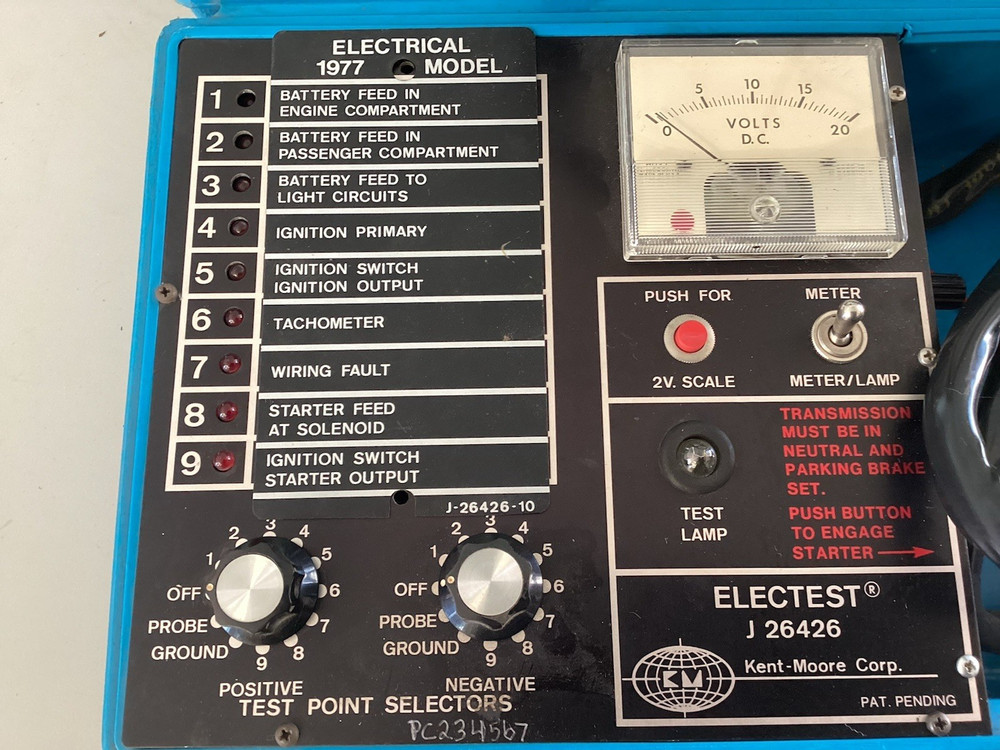 ELECTRICAL
1977 MODEL
1 BATTERY FEED IN
ENGINE COMPARTMENT
2 BATTERY FEED IN
PASSENGER COMPARTMENT
3 BATTERY FEED TO
LIGHT CIRCUITS
4 IGNITION PRIMARY
5 IGNITION SWITCH
IGNITION OUTPUT
6 TACHOMETER
7 WIRING FAULT
8 STARTER FEED
AT SOLENOID
9 IGNITION SWITCH
STARTER OUTPUT
J-26426-10
0 5 10 15 20
VOLTS
D.C.
PUSH FOR
2V. SCALE
METER
METER/LAMP
TEST
LAMP
TRANSMISSION
MUST BE IN
NEUTRAL AND
PARKING BRAKE
SET.
PUSH BUTTON
TO ENGAGE
STARTER
ELECTEST®
J 26426
KM
Kent-Moore Corp.
PAT. PENDING
OFF 1 2 3 4 5 6 7 8 9
PROBE
GROUND
POSITIVE
OFF 1 2 3 4 5 6 7 8 9
PROBE
GROUND
NEGATIVE
TEST POINT SELECTORS
PC234567